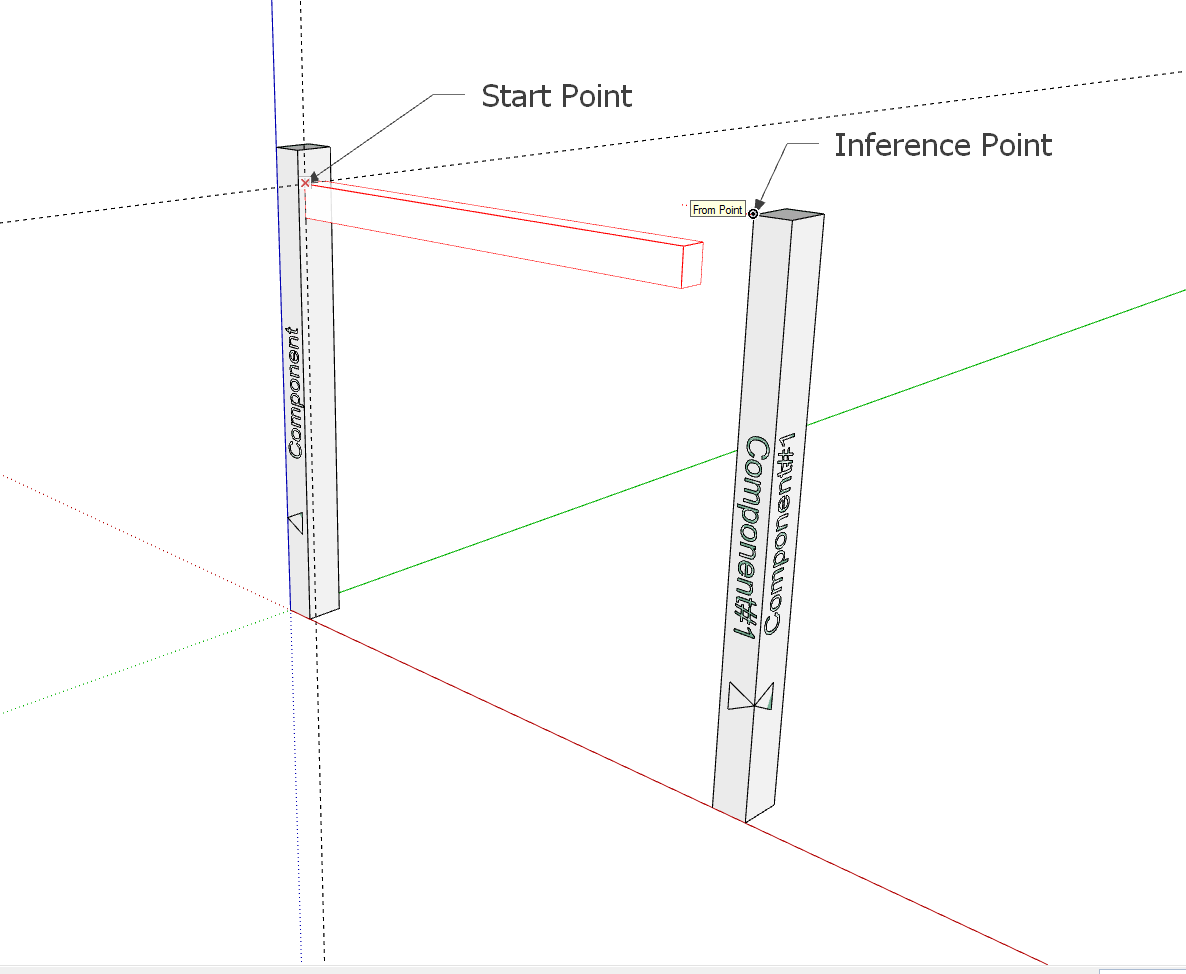 Start Point
Inference Point
From Point
Component
Component#1
Component#1